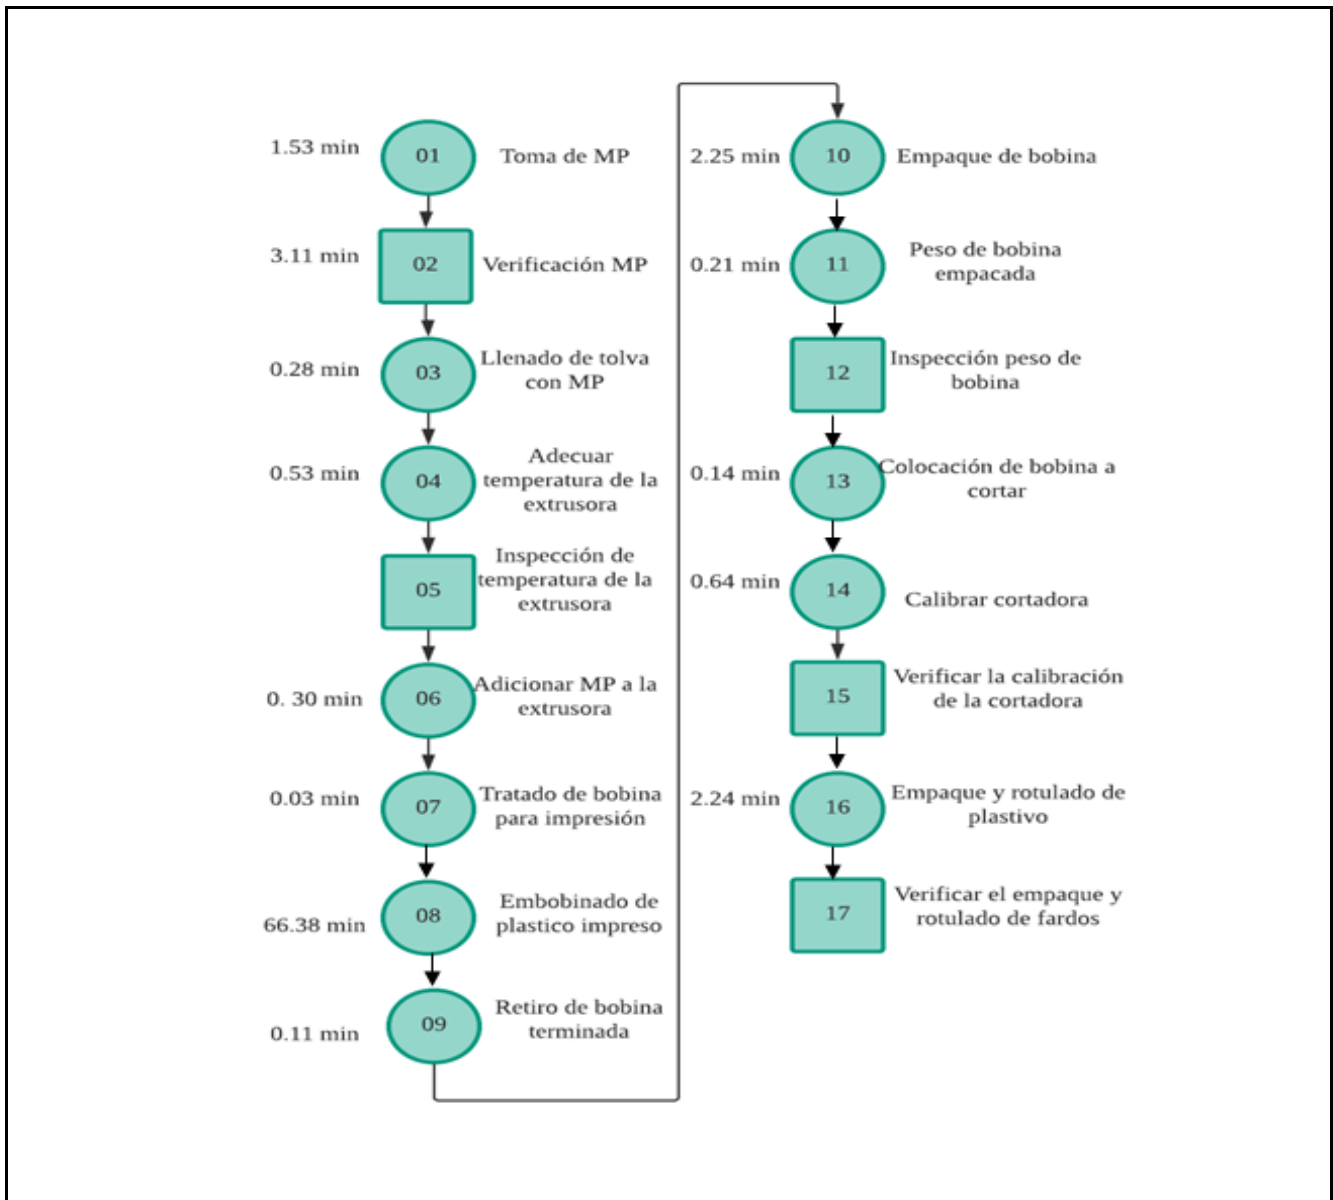 1.53 min
01
Toma de MP
3.11 min
02
Verificación MP
0.28 min
03
Llenado de tolva
con MP
0.53 min
04
Adecuar
temperatura de la
extrusora
05
Inspección de
temperatura de la
extrusora
0. 30 min
06
Adicionar MP a la
extrusora
0.03 min
07
Tratado de bobina
para impresión
66.38 min
08
Embobinado de
plastico impreso
0.11 min
09
Retiro de bobina
terminada
2.25 min
10
Empaque de bobina
0.21 min
11
Peso de bobina
empacada
12
Inspección peso de
bobina
0.14 min
13
Colocación de bobina a
cortar
0.64 min
14
Calibrar cortadora
15
Verificar la calibración
de la cortadora
2.24 min
16
Empaque y rotulado de
plastivo
17
Verificar el empaque y
rotulado de fardos